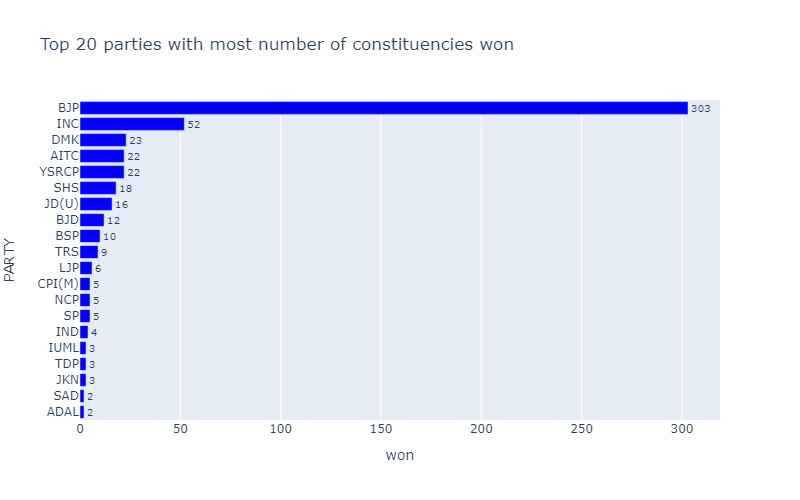 Top 20 parties with most number of constituencies won
PARTY
BJP 303
INC 52
DMK 23
AITC 22
YSRCP 22
SHS 18
JD(U) 16
BJD 12
BSP 10
TRS 9
LJP 6
CPI(M) 5
NCP 5
SP 5
IND 4
IUML 3
TDP 3
JKN 3
SAD 2
ADAL 2
0 50 100 150 200 250 300
won